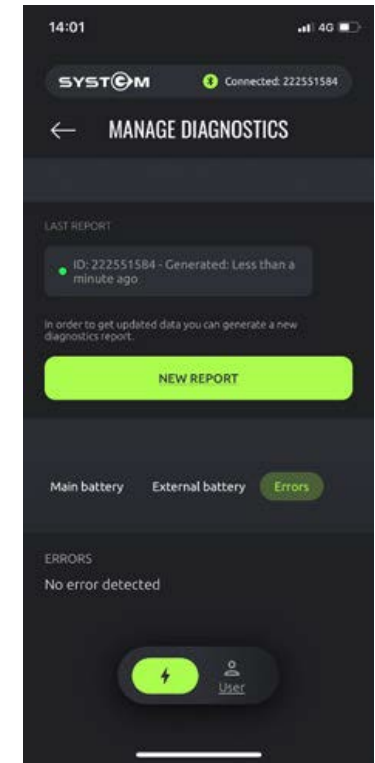 14:01 4G
SYSTEM Connected: 222551584
MANAGE DIAGNOSTICS
LAST REPORT
ID: 222551584 - Generated: Less than a
minute ago
In order to get updated data you can generate a new
diagnostics report.
NEW REPORT
Main battery External battery Errors
ERRORS
No error detected
User